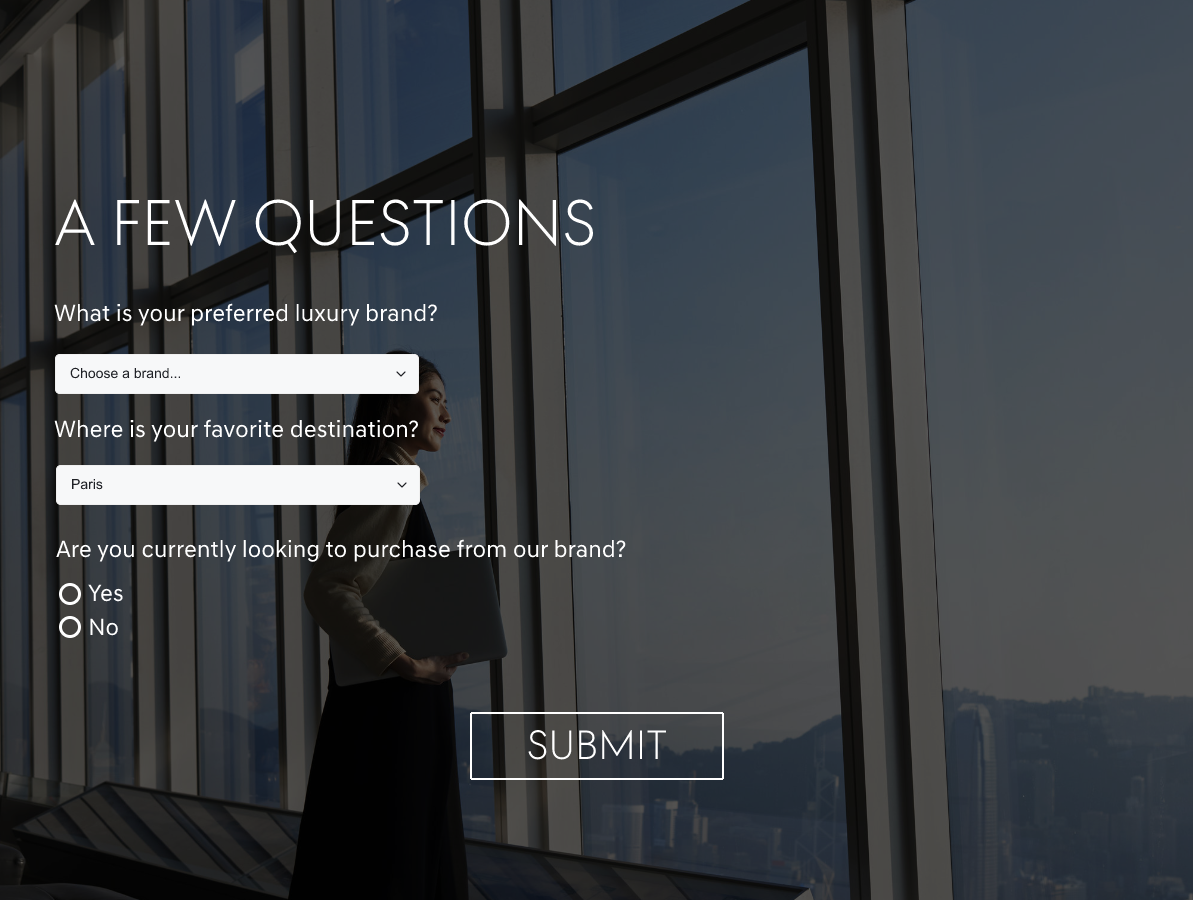 A FEW QUESTIONS
What is your preferred luxury brand?
Choose a brand...
Where is your favorite destination?
Paris
Are you currently looking to purchase from our brand?
Yes
No
SUBMIT